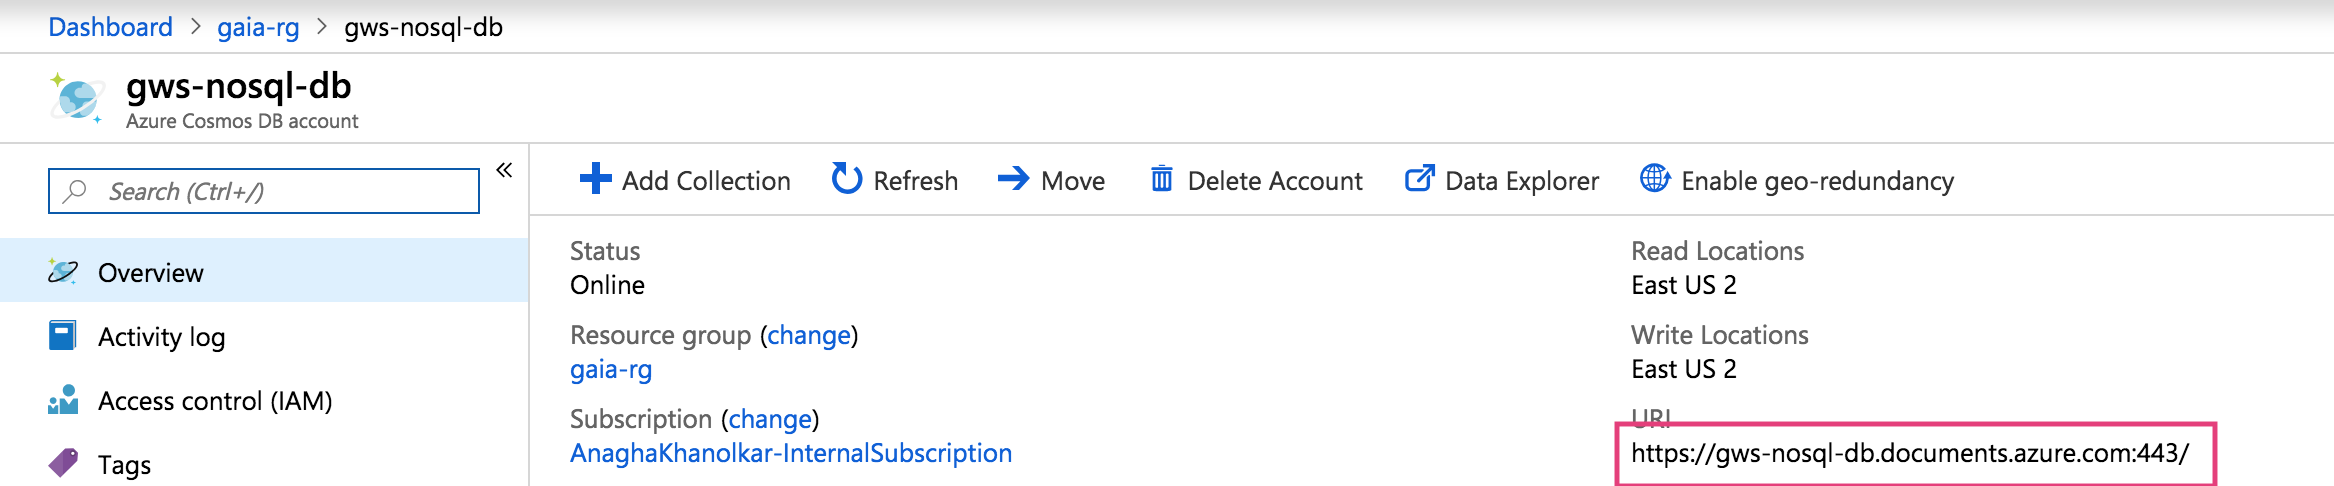 Dashboard > gaia-rg > gws-nosql-db
gws-nosql-db
Azure Cosmos DB account
Search (Ctrl+/)
«
Overview
Activity log
Access control (IAM)
Tags
Add Collection Refresh Move Delete Account Data Explorer Enable geo-redundancy
Status
Online
Resource group (change)
gaia-rg
Subscription (change)
AnaghaKhanolkar-InternalSubscription
Read Locations
East US 2
Write Locations
East US 2
URI
https://gws-nosql-db.documents.azure.com:443/